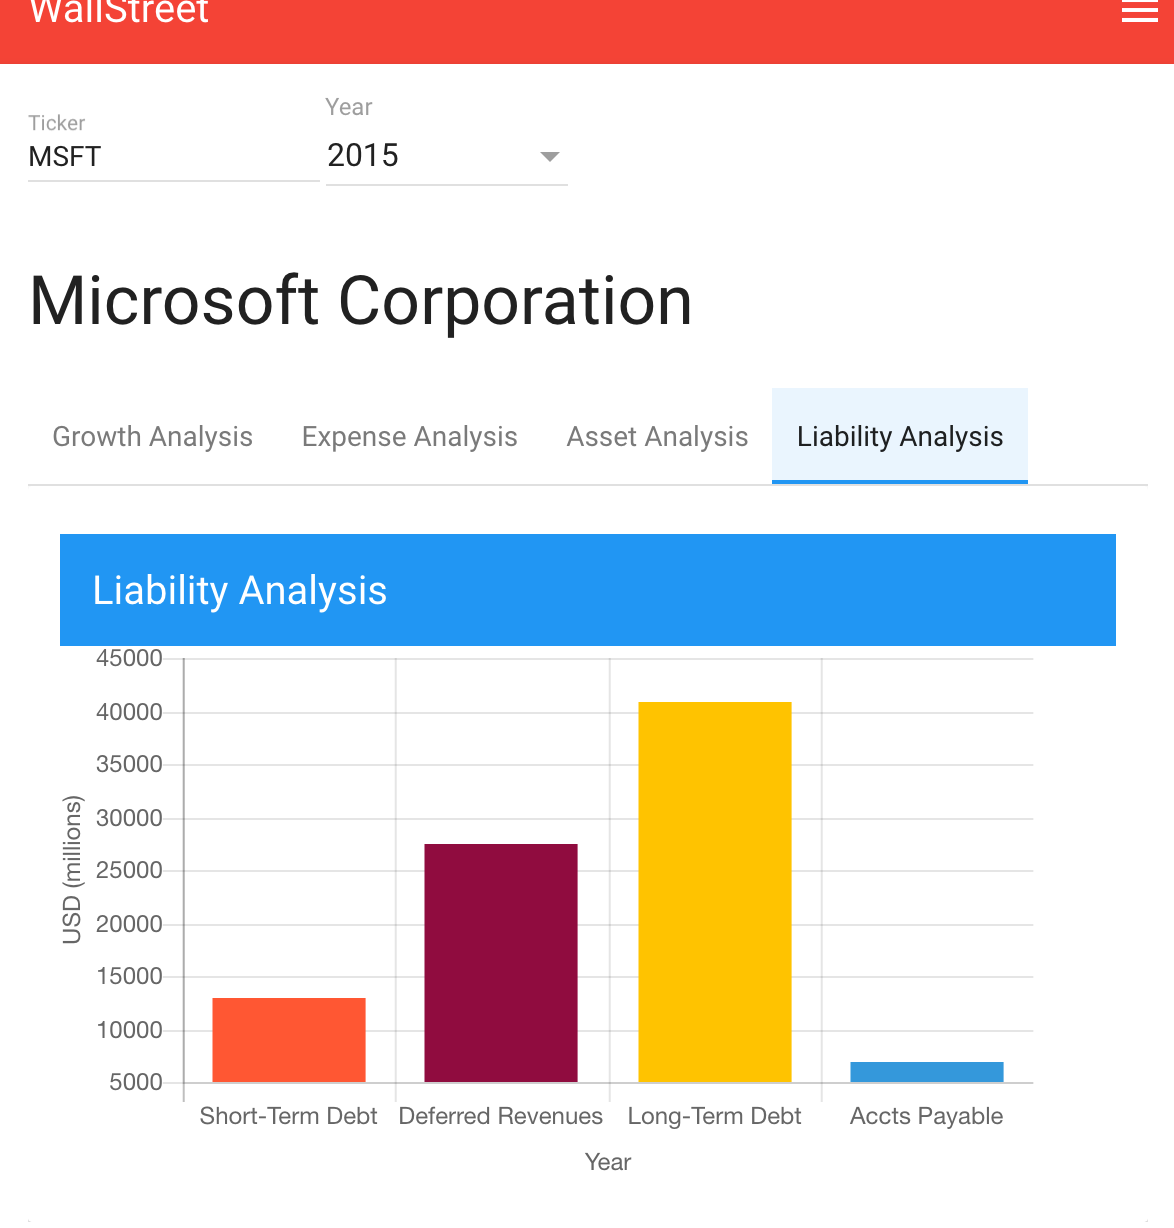 WallStreet
Ticker
MSFT
Year
2015
Microsoft Corporation
Growth Analysis Expense Analysis Asset Analysis Liability Analysis
Liability Analysis
45000
40000
35000
30000
25000
20000
15000
10000
5000
USD (millions)
Short-Term Debt Deferred Revenues Long-Term Debt Accts Payable
Year